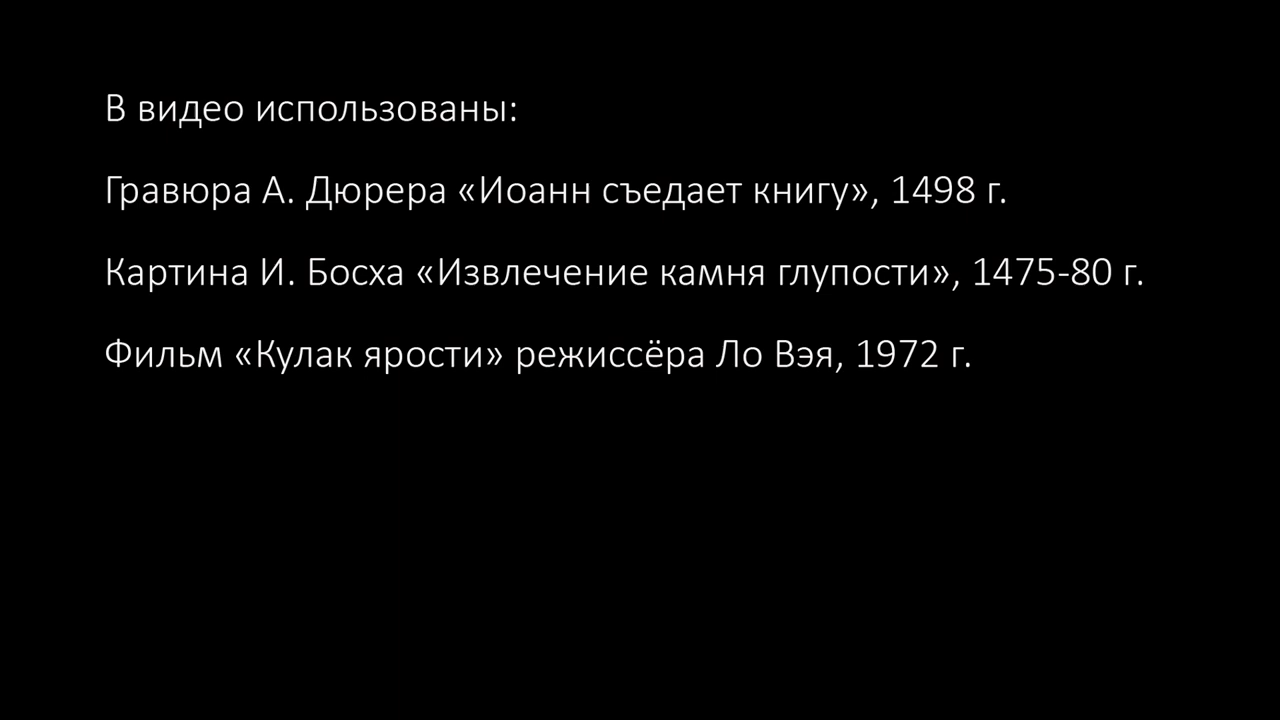 В видео использованы:
Гравюра А. Дюрера «Иоанн съедает книгу», 1498 г.
Картина И. Босха «Извлечение камня глупости», 1475-80 г.
Фильм «Кулак ярости» режиссёра Ло Вэя, 1972 г.